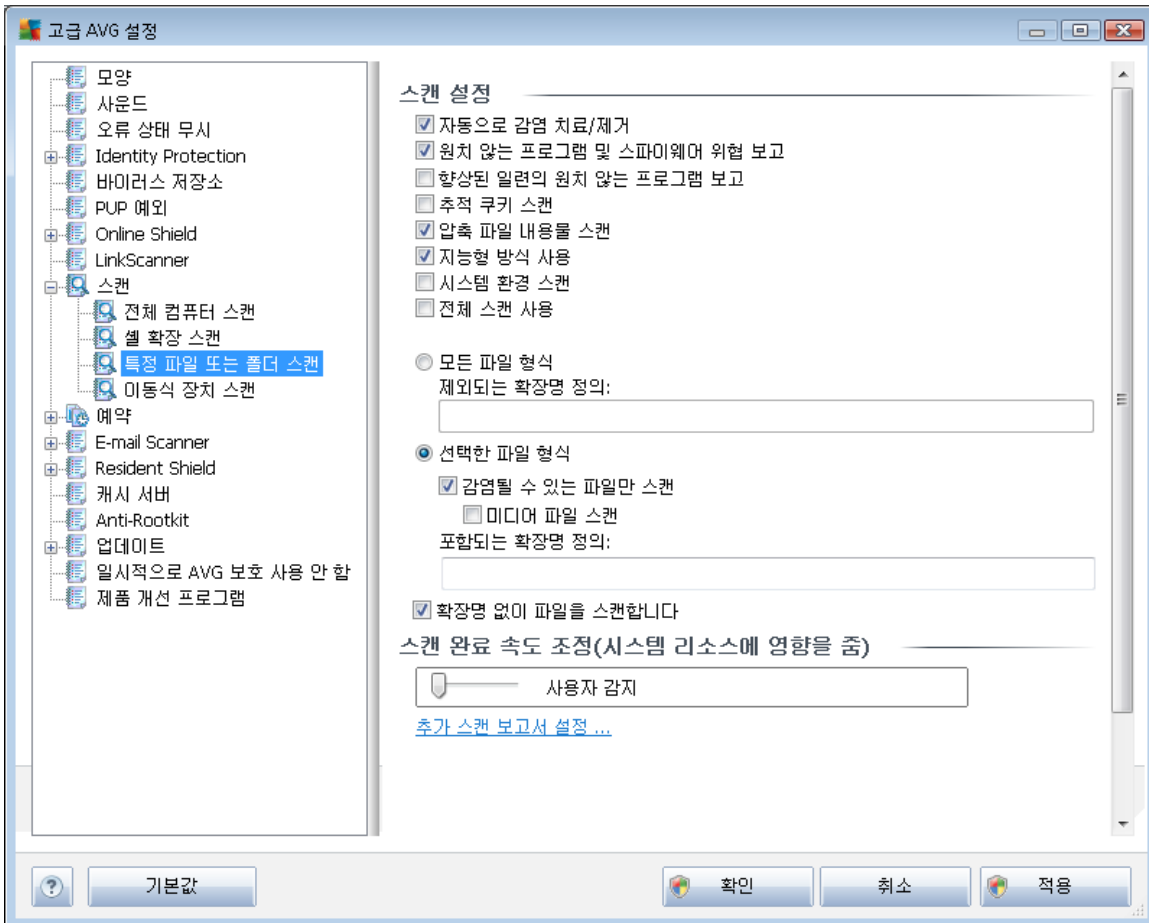 고급 AVG 설정
모양
사운드
오류 상태 무시
Identity Protection
바이러스 저장소
PUP 예외
Online Shield
LinkScanner
스캔
전체 컴퓨터 스캔
셸 확장 스캔
특정 파일 또는 폴더 스캔
이동식 장치 스캔
예약
E-mail Scanner
Resident Shield
캐시 서버
Anti-Rootkit
업데이트
일시적으로 AVG 보호 사용 안 함
제품 개선 프로그램
스캔 설정
자동으로 감염 치료/제거
원치 않는 프로그램 및 스파이웨어 위협 보고
향상된 일련의 원치 않는 프로그램 보고
추적 쿠키 스캔
압축 파일 내용물 스캔
지능형 방식 사용
시스템 환경 스캔
전체 스캔 사용
모든 파일 형식
제외되는 확장명 정의:
선택한 파일 형식
감염될 수 있는 파일만 스캔
미디어 파일 스캔
포함되는 확장명 정의:
확장명 없이 파일을 스캔합니다
스캔 완료 속도 조정(시스템 리소스에 영향을 줌)
사용자 감지
추가 스캔 보고서 설정 ...
? 기본값 확인 취소 적용